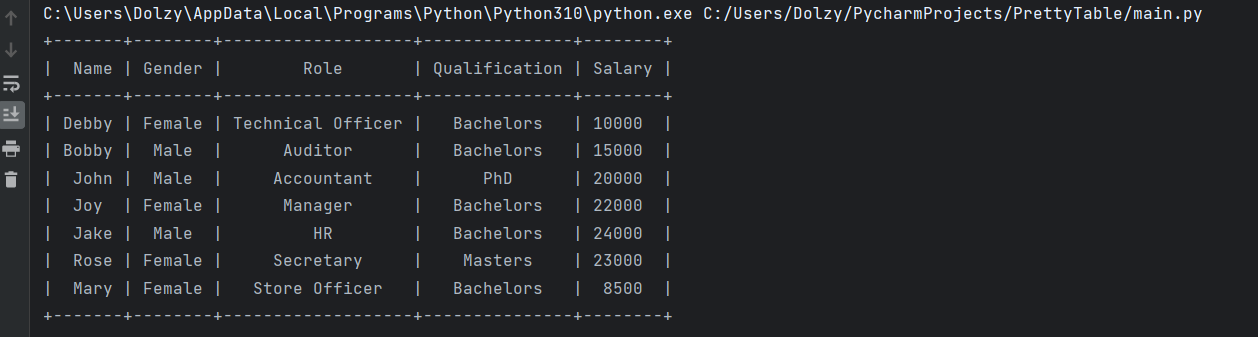 C:\Users\Dolzy\AppData\Local\Programs\Python\Python310\python.exe C:/Users/Dolzy/PycharmProjects/PrettyTable/main.py
+-------+--------+-------------------+---------------+--------+
|  Name | Gender |        Role       | Qualification | Salary |
+-------+--------+-------------------+---------------+--------+
| Debby | Female | Technical Officer |   Bachelors   | 10000  |
| Bobby |  Male  |      Auditor      |   Bachelors   | 15000  |
|  John |  Male  |     Accountant    |      PhD      | 20000  |
|  Joy  | Female |      Manager      |   Bachelors   | 22000  |
|  Jake |  Male  |         HR        |   Bachelors   | 24000  |
|  Rose | Female |     Secretary     |    Masters    | 23000  |
|  Mary | Female |   Store Officer   |   Bachelors   |  8500  |
+-------+--------+-------------------+---------------+--------+